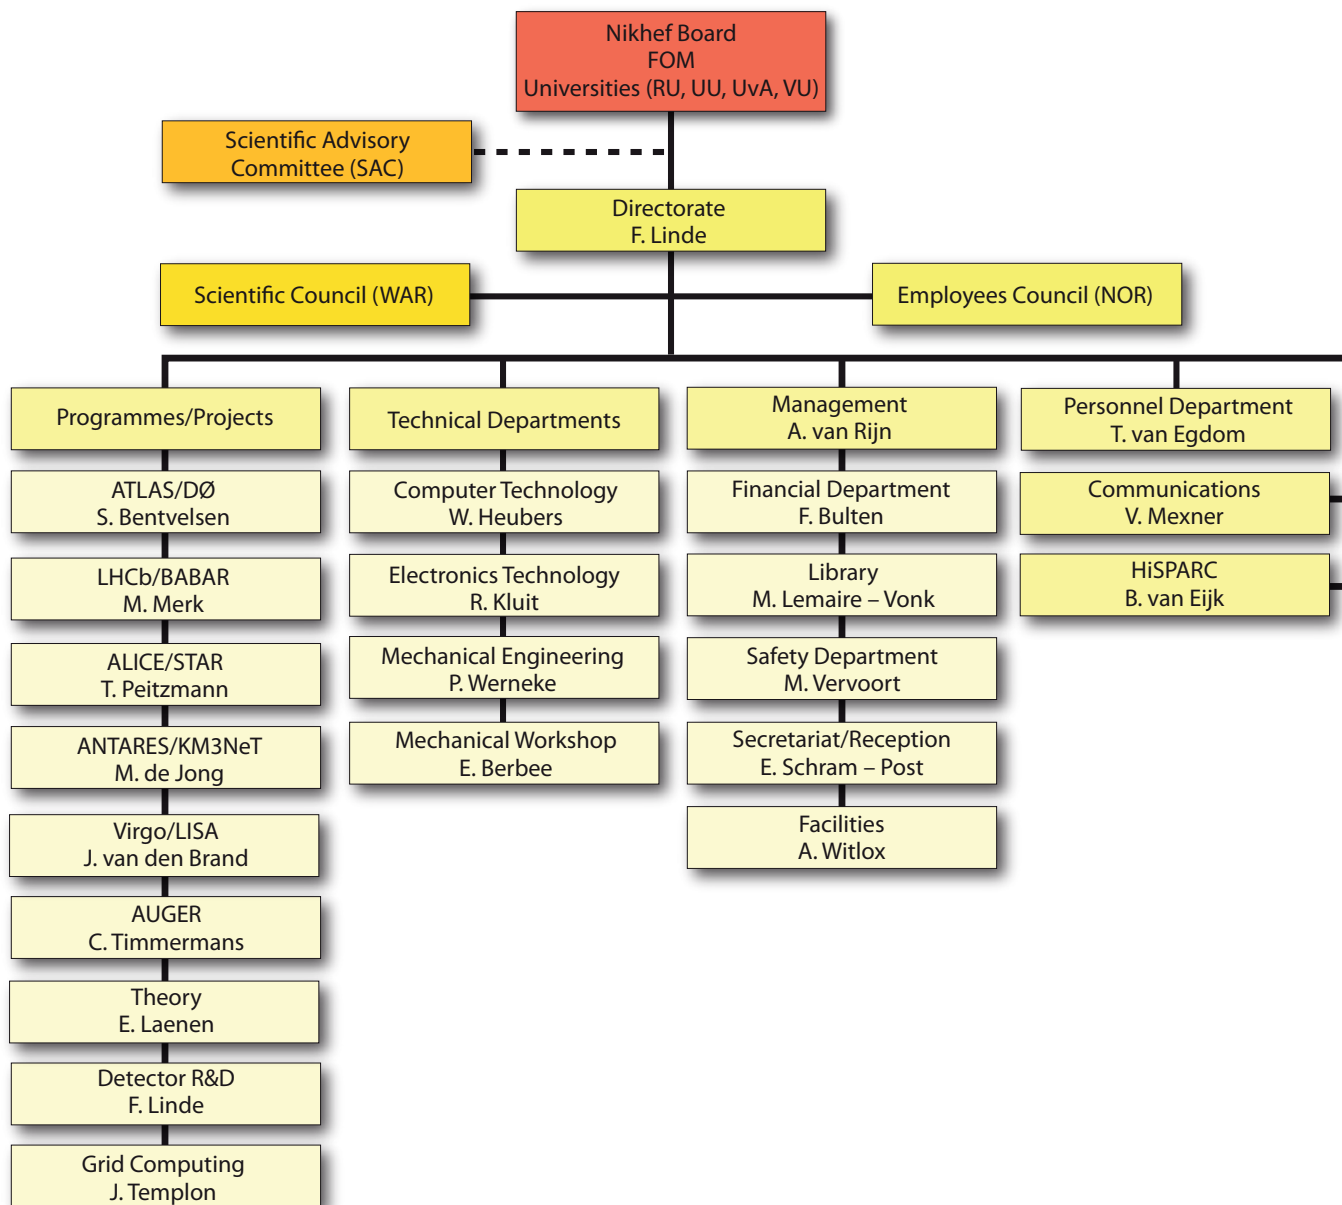 Nikhef Board
FOM
Universities (RU, UU, UvA, VU)
Scientific Advisory
Committee (SAC)
Directorate
F. Linde
Scientific Council (WAR)
Employees Council (NOR)
Programmes/Projects
ATLAS/DØ
S. Bentvelsen
LHCb/BABAR
M. Merk
ALICE/STAR
T. Peitzmann
ANTARES/KM3NeT
M. de Jong
Virgo/LISA
J. van den Brand
AUGER
C. Timmermans
Theory
E. Laenen
Detector R&D
F. Linde
Grid Computing
J. Templon
Technical Departments
Computer Technology
W. Heubers
Electronics Technology
R. Kluit
Mechanical Engineering
P. Werneke
Mechanical Workshop
E. Berbee
Management
A. van Rijn
Financial Department
F. Bulten
Library
M. Lemaire – Vonk
Safety Department
M. Vervoort
Secretariat/Reception
E. Schram – Post
Facilities
A. Witlox
Personnel Department
T. van Egdom
Communications
V. Mexner
HiSPARC
B. van Eijk